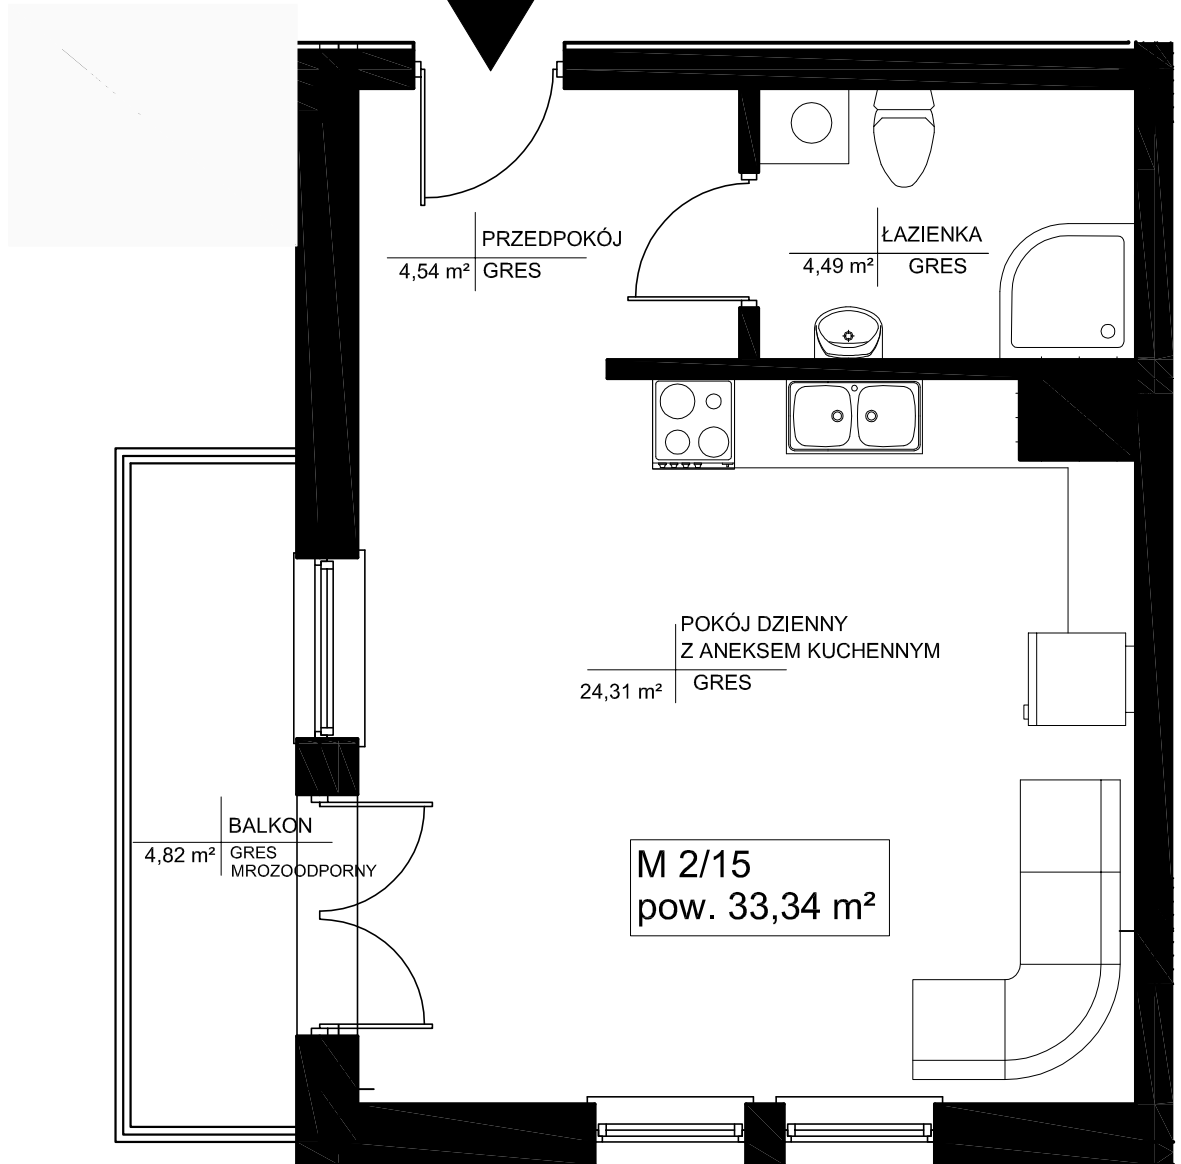 PRZEDPOKÓJ
4,54 m² GRES
ŁAZIENKA
4,49 m² GRES
POKÓJ DZIENNY
Z ANEKSEM KUCHENNYM
24,31 m² GRES
BALKON
4,82 m² GRES
MROZOODPORNY
M 2/15
pow. 33,34 m²